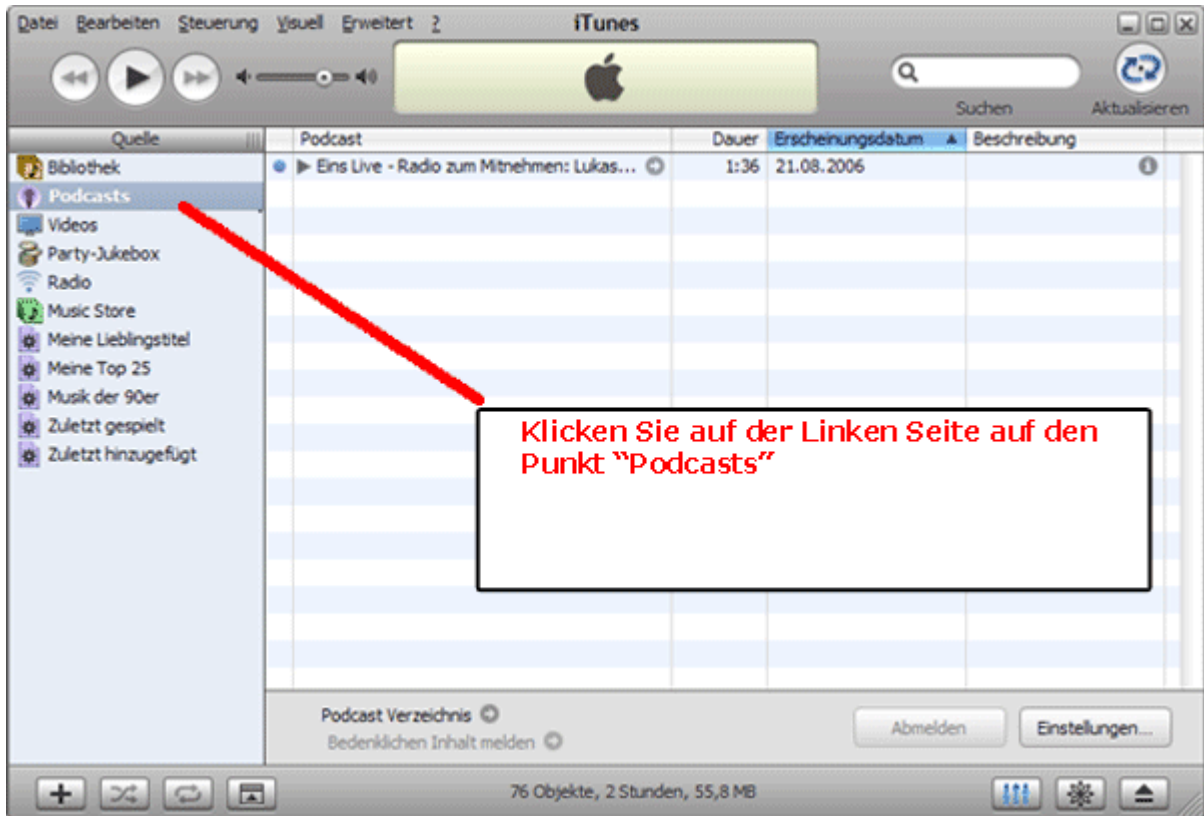 Datei Bearbeiten Steuerung Visuell Erweitert ? iTunes
Suchen Aktualisieren
Quelle Podcast Dauer Erscheinungsdatum Beschreibung
Bibliothek Eins Live - Radio zum Mitnehmen: Lukas... 1:36 21.08.2006
Podcasts
Videos
Party-Jukebox
Radio
Music Store
Meine Lieblingstitel
Meine Top 25
Musik der 90er
Zuletzt gespielt
Zuletzt hinzugefügt
Klicken Sie auf der Linken Seite auf den
Punkt “Podcasts”
Podcast Verzeichnis
Bedenklichen Inhalt melden
Abmelden Einstellungen...
76 Objekte, 2 Stunden, 55,8 MB